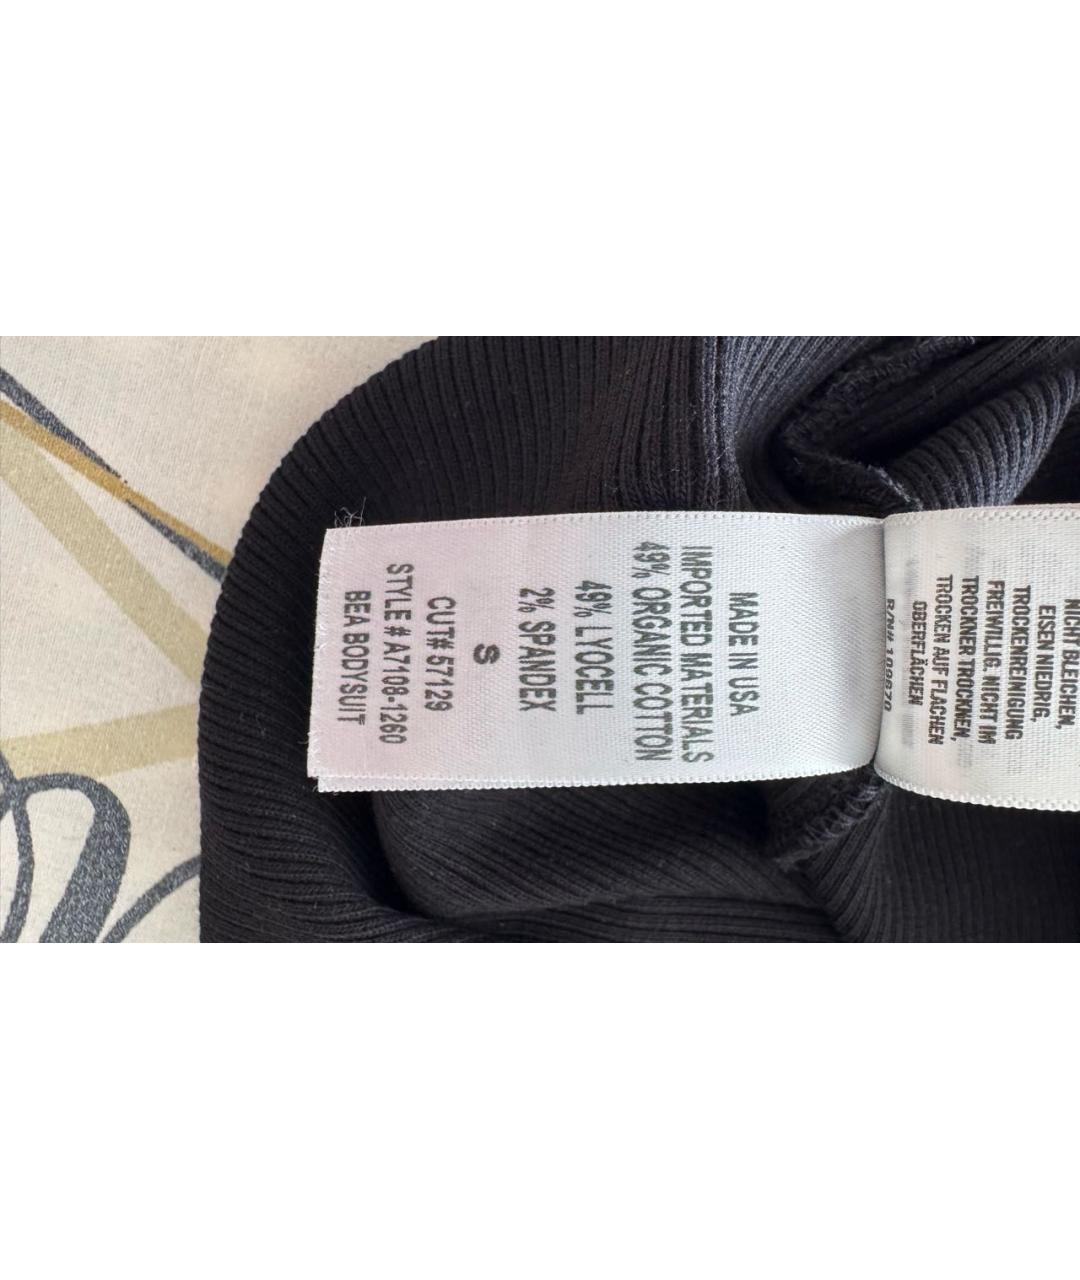 MADE IN USA
IMPORTED MATERIALS
49% ORGANIC COTTON
49% LYOCELL
2% SPANDEX
S
CUT# 57129
STYLE # A7108-1260
BEA BODYSUIT
NICHT BLEICHEN,
EISEN NIEDRIG,
TROCKENREINIGUNG
FREIWILLIG. NICHT IM
TROCKNER TROCKNEN,
TROCKEN AUF FLACHEN
OBERFLÄCHEN